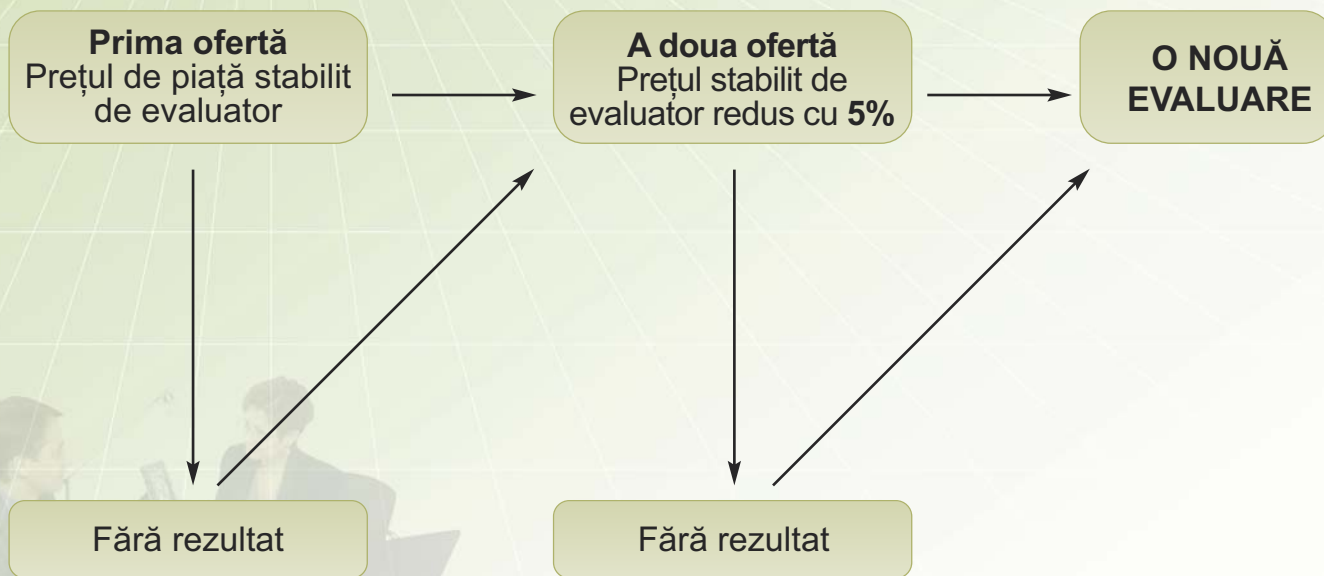 Prima ofertă
Prețul de piață stabilit
de evaluator
A doua ofertă
Prețul stabilit de
evaluator redus cu 5%
O NOUĂ
EVALUARE
Fără rezultat
Fără rezultat